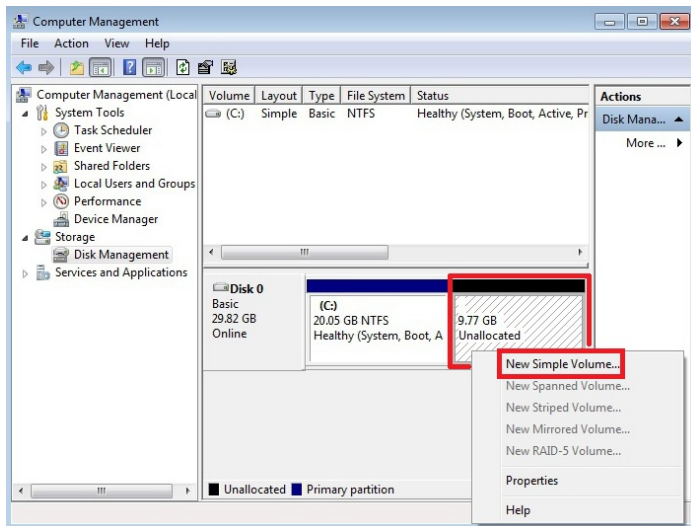 Computer Management
File Action View Help
Computer Management (Local
System Tools
Task Scheduler
Event Viewer
Shared Folders
Local Users and Groups
Performance
Device Manager
Storage
Disk Management
Services and Applications
Volume Layout Type File System Status
(C:) Simple Basic NTFS Healthy (System, Boot, Active, Pr
Actions
Disk Mana...
More ...
Disk 0
Basic
29.82 GB
Online
(C:)
20.05 GB NTFS
Healthy (System, Boot, A
9.77 GB
Unallocated
New Simple Volume...
New Spanned Volume...
New Striped Volume...
New Mirrored Volume...
New RAID-5 Volume...
Properties
Help
Unallocated Primary partition